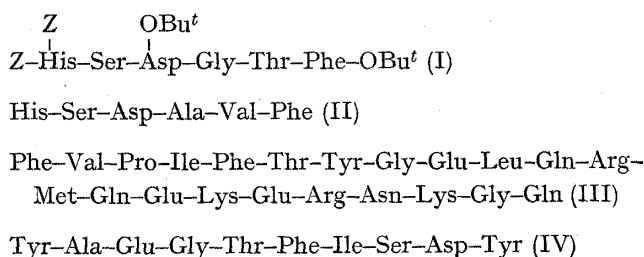 Z OBuᵗ
Z–His–Ser–Asp–Gly–Thr–Phe–OBuᵗ (I)
His–Ser–Asp–Ala–Val–Phe (II)
Phe–Val–Pro–Ile–Phe–Thr–Tyr–Gly–Glu–Leu–Gln–Arg–
Met–Gln–Glu–Lys–Glu–Arg–Asn–Lys–Gly–Gln (III)
Tyr–Ala–Glu–Gly–Thr–Phe–Ile–Ser–Asp–Tyr (IV)